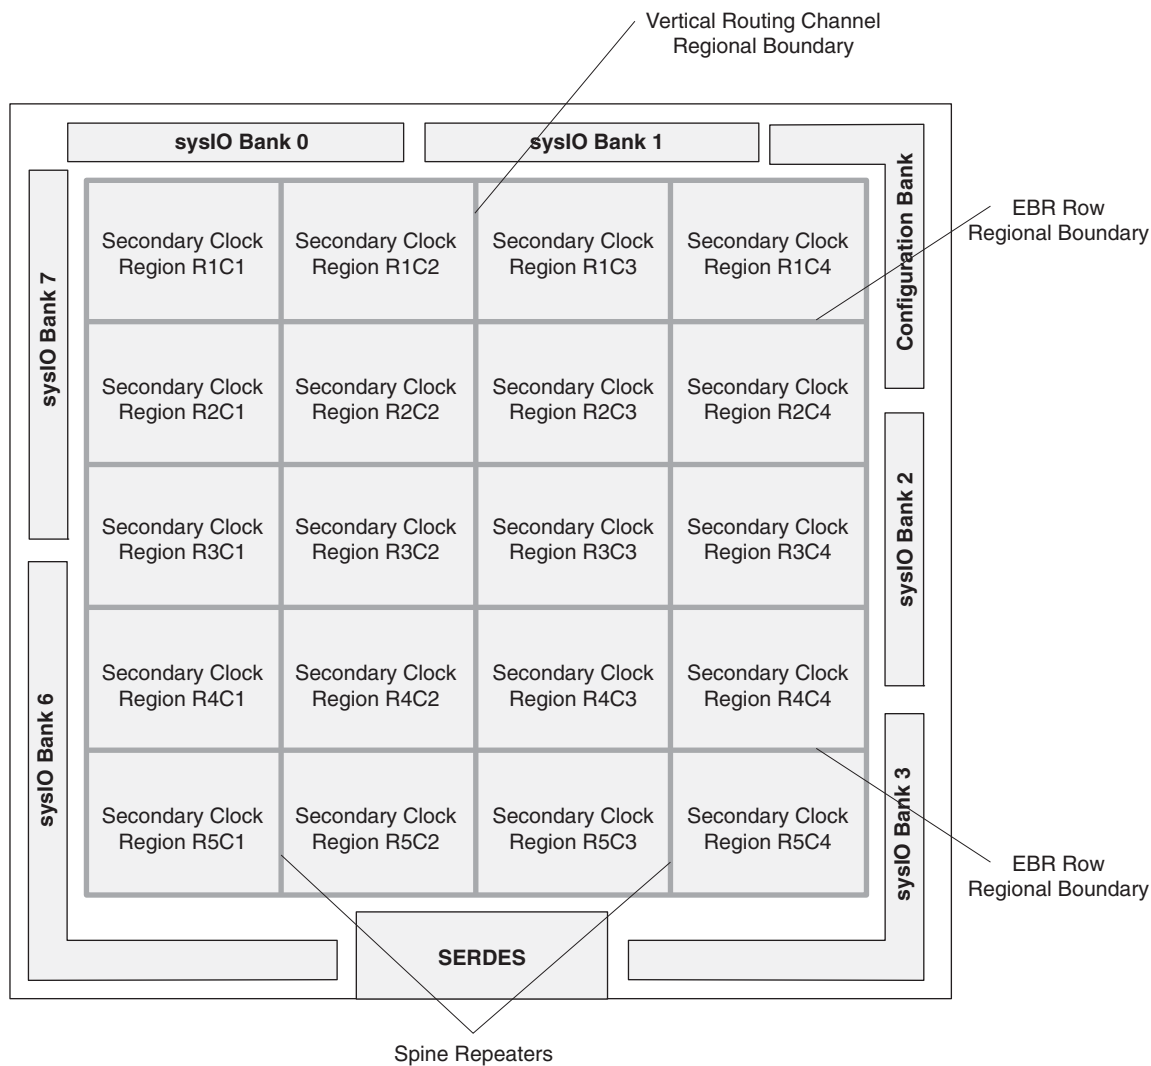 Vertical Routing Channel
Regional Boundary
sysIO Bank 0
sysIO Bank 1
Configuration Bank
EBR Row
Regional Boundary
sysIO Bank 7
Secondary Clock
Region R1C1
Secondary Clock
Region R1C2
Secondary Clock
Region R1C3
Secondary Clock
Region R1C4
Secondary Clock
Region R2C1
Secondary Clock
Region R2C2
Secondary Clock
Region R2C3
Secondary Clock
Region R2C4
sysIO Bank 2
Secondary Clock
Region R3C1
Secondary Clock
Region R3C2
Secondary Clock
Region R3C3
Secondary Clock
Region R3C4
sysIO Bank 6
Secondary Clock
Region R4C1
Secondary Clock
Region R4C2
Secondary Clock
Region R4C3
Secondary Clock
Region R4C4
Secondary Clock
Region R5C1
Secondary Clock
Region R5C2
Secondary Clock
Region R5C3
Secondary Clock
Region R5C4
sysIO Bank 3
EBR Row
Regional Boundary
SERDES
Spine Repeaters